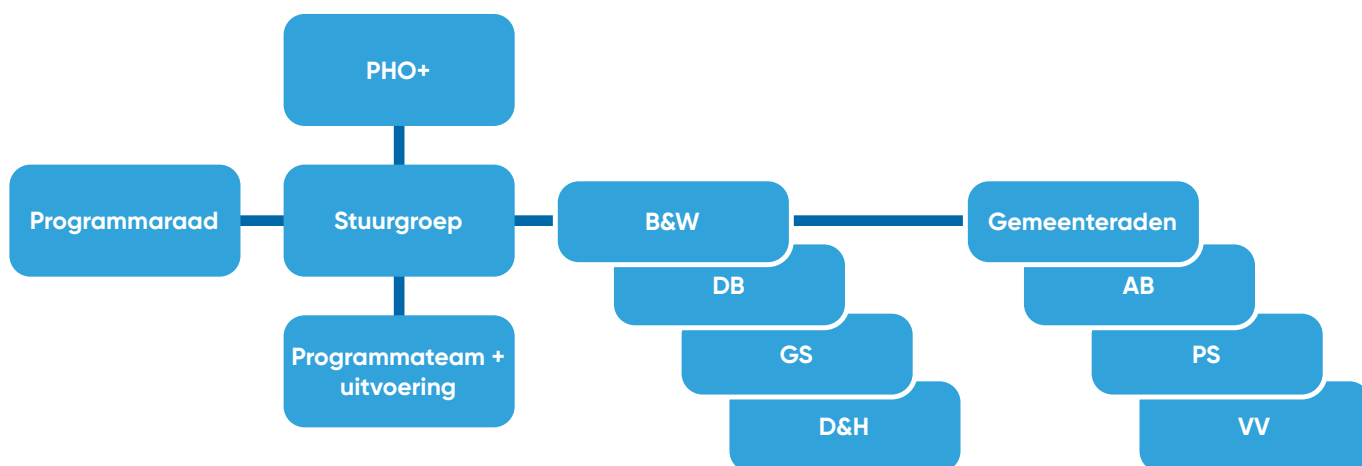 PHO+
Programmaraad
Stuurgroep
B&W
Gemeenteraden
DB
AB
Programmateam +
uitvoering
GS
PS
D&H
VV